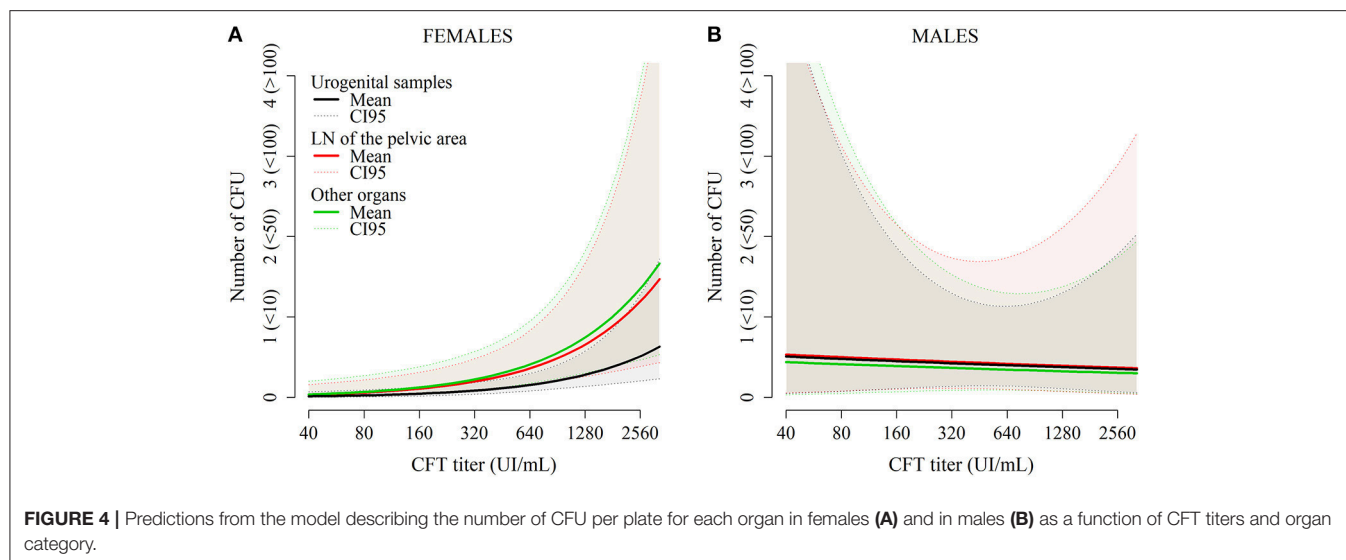 A
FEMALES
Number of CFU
4 (>100)
3 (<100)
2 (<50)
1 (<10)
0
Urogenital samples
Mean
CI95
LN of the pelvic area
Mean
CI95
Other organs
Mean
CI95
40 80 160 320 640 1280 2560
CFT titer (UI/mL)
B
MALES
Number of CFU
4 (>100)
3 (<100)
2 (<50)
1 (<10)
0
40 80 160 320 640 1280 2560
CFT titer (UI/mL)
FIGURE 4 | Predictions from the model describing the number of CFU per plate for each organ in females (A) and in males (B) as a function of CFT titers and organ
category.